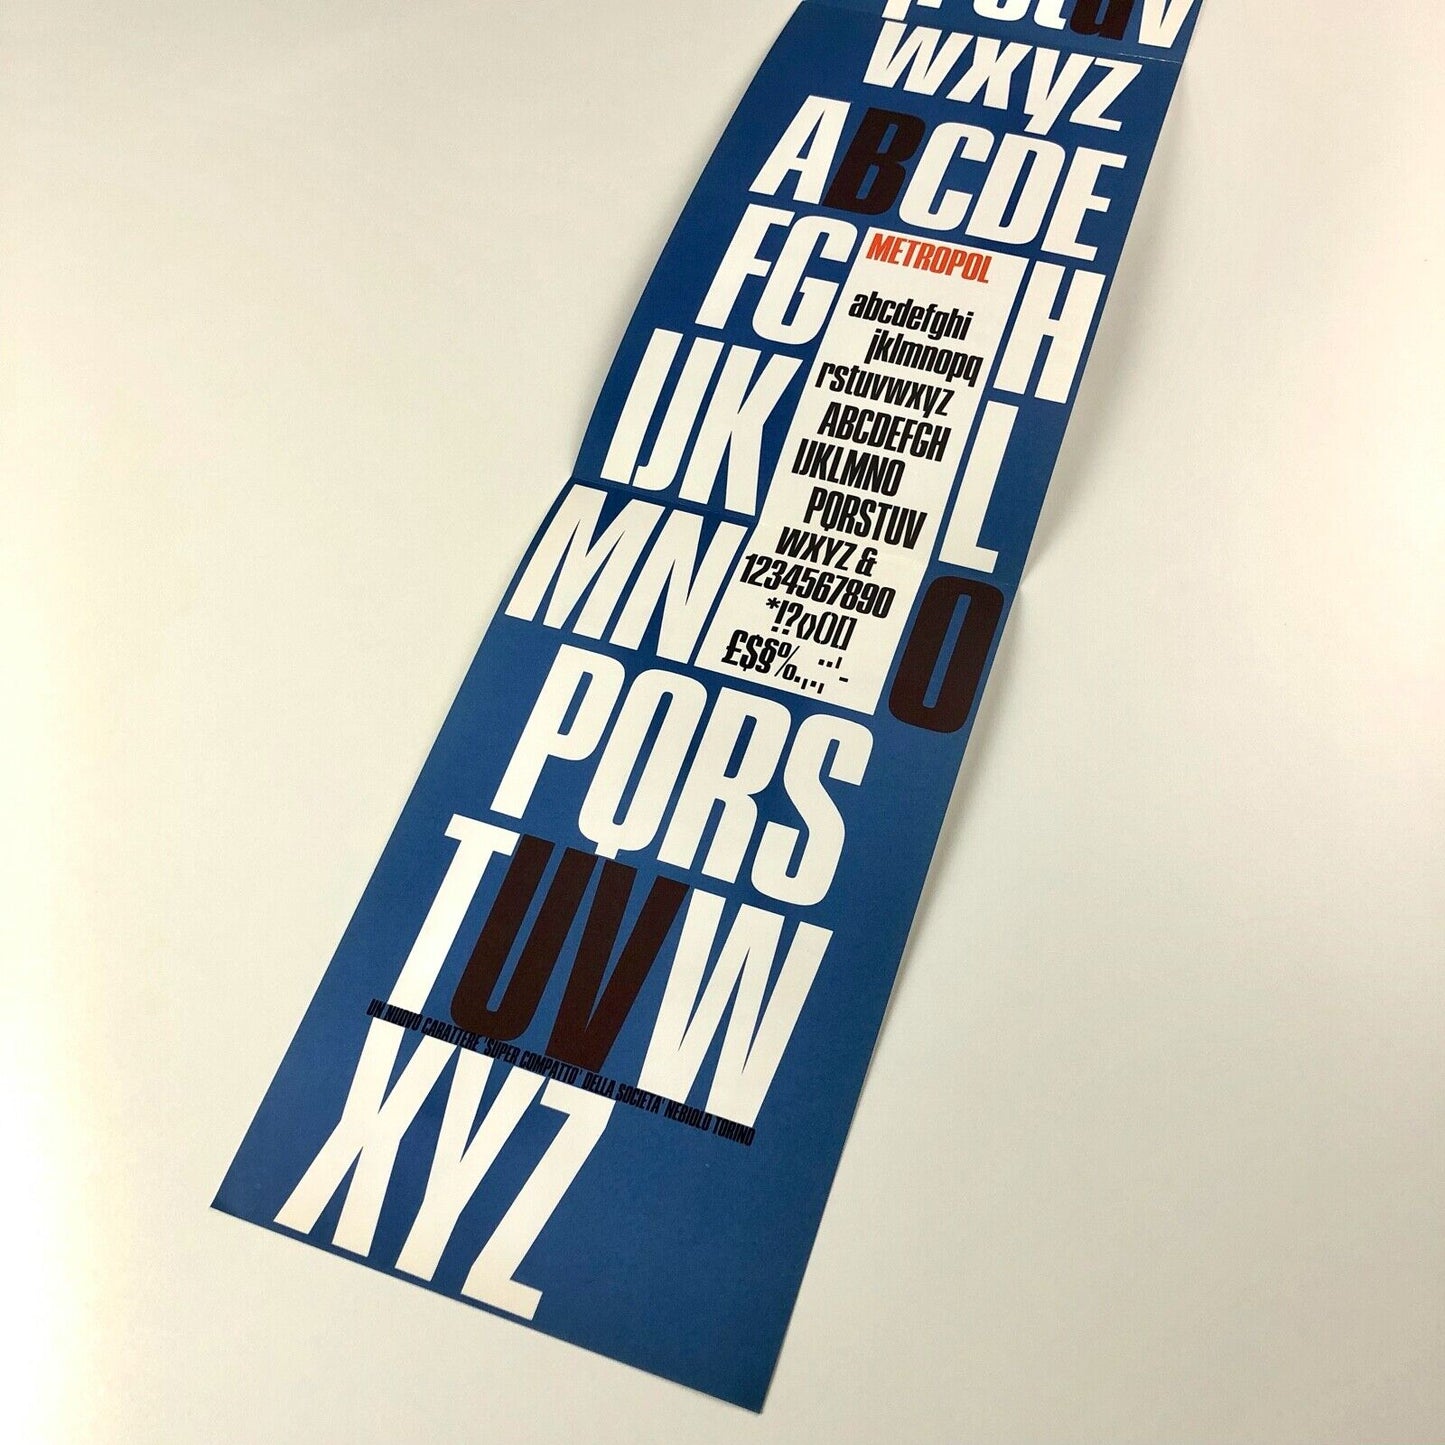 u v
wxyz
ABCDE
FG
H
IJK
L
MN
O
PQRS
TUVW
XYZ
METROPOL
abcdefghi
jklmnopq
rstuvwxyz
ABCDEFGH
IJKLMNO
PQRSTUV
WXYZ &
1234567890
*!?‹›()[]
£$§%.,:;¨'-
UN NUOVO CARATTERE 'SUPER COMPATTO' DELLA SOCIETA' NEBIOLO TORINO